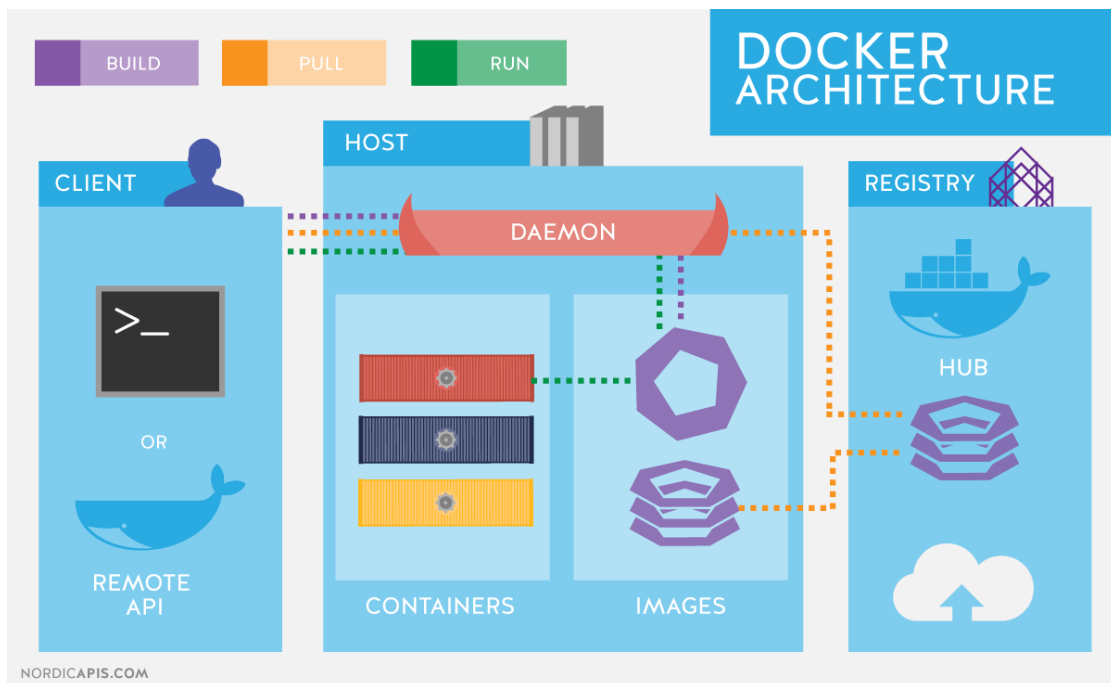 BUILD
PULL
RUN
DOCKER
ARCHITECTURE
HOST
CLIENT
REGISTRY
DAEMON
>_
HUB
OR
REMOTE
API
CONTAINERS
IMAGES
NORDICAPIS.COM